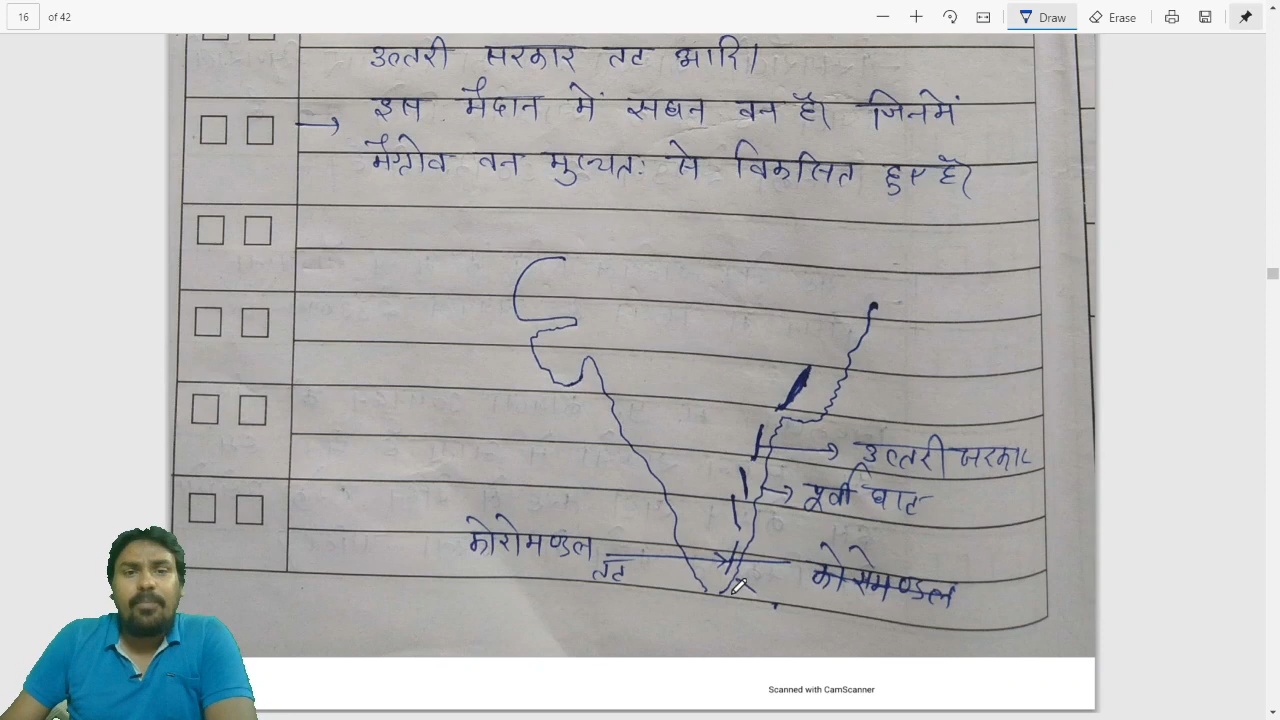 16 of 42 Draw Erase
उत्तरी सरकार तट आदि।
→ इस मैदान में सघन वन है। जिनमें
मैंग्रोव वन मुख्यतः से विकसित हुए है।
→ उत्तरी सरकार
→ पूर्वी घाट
कोरोमण्डल तट
कोरोमण्डल
Scanned with CamScanner